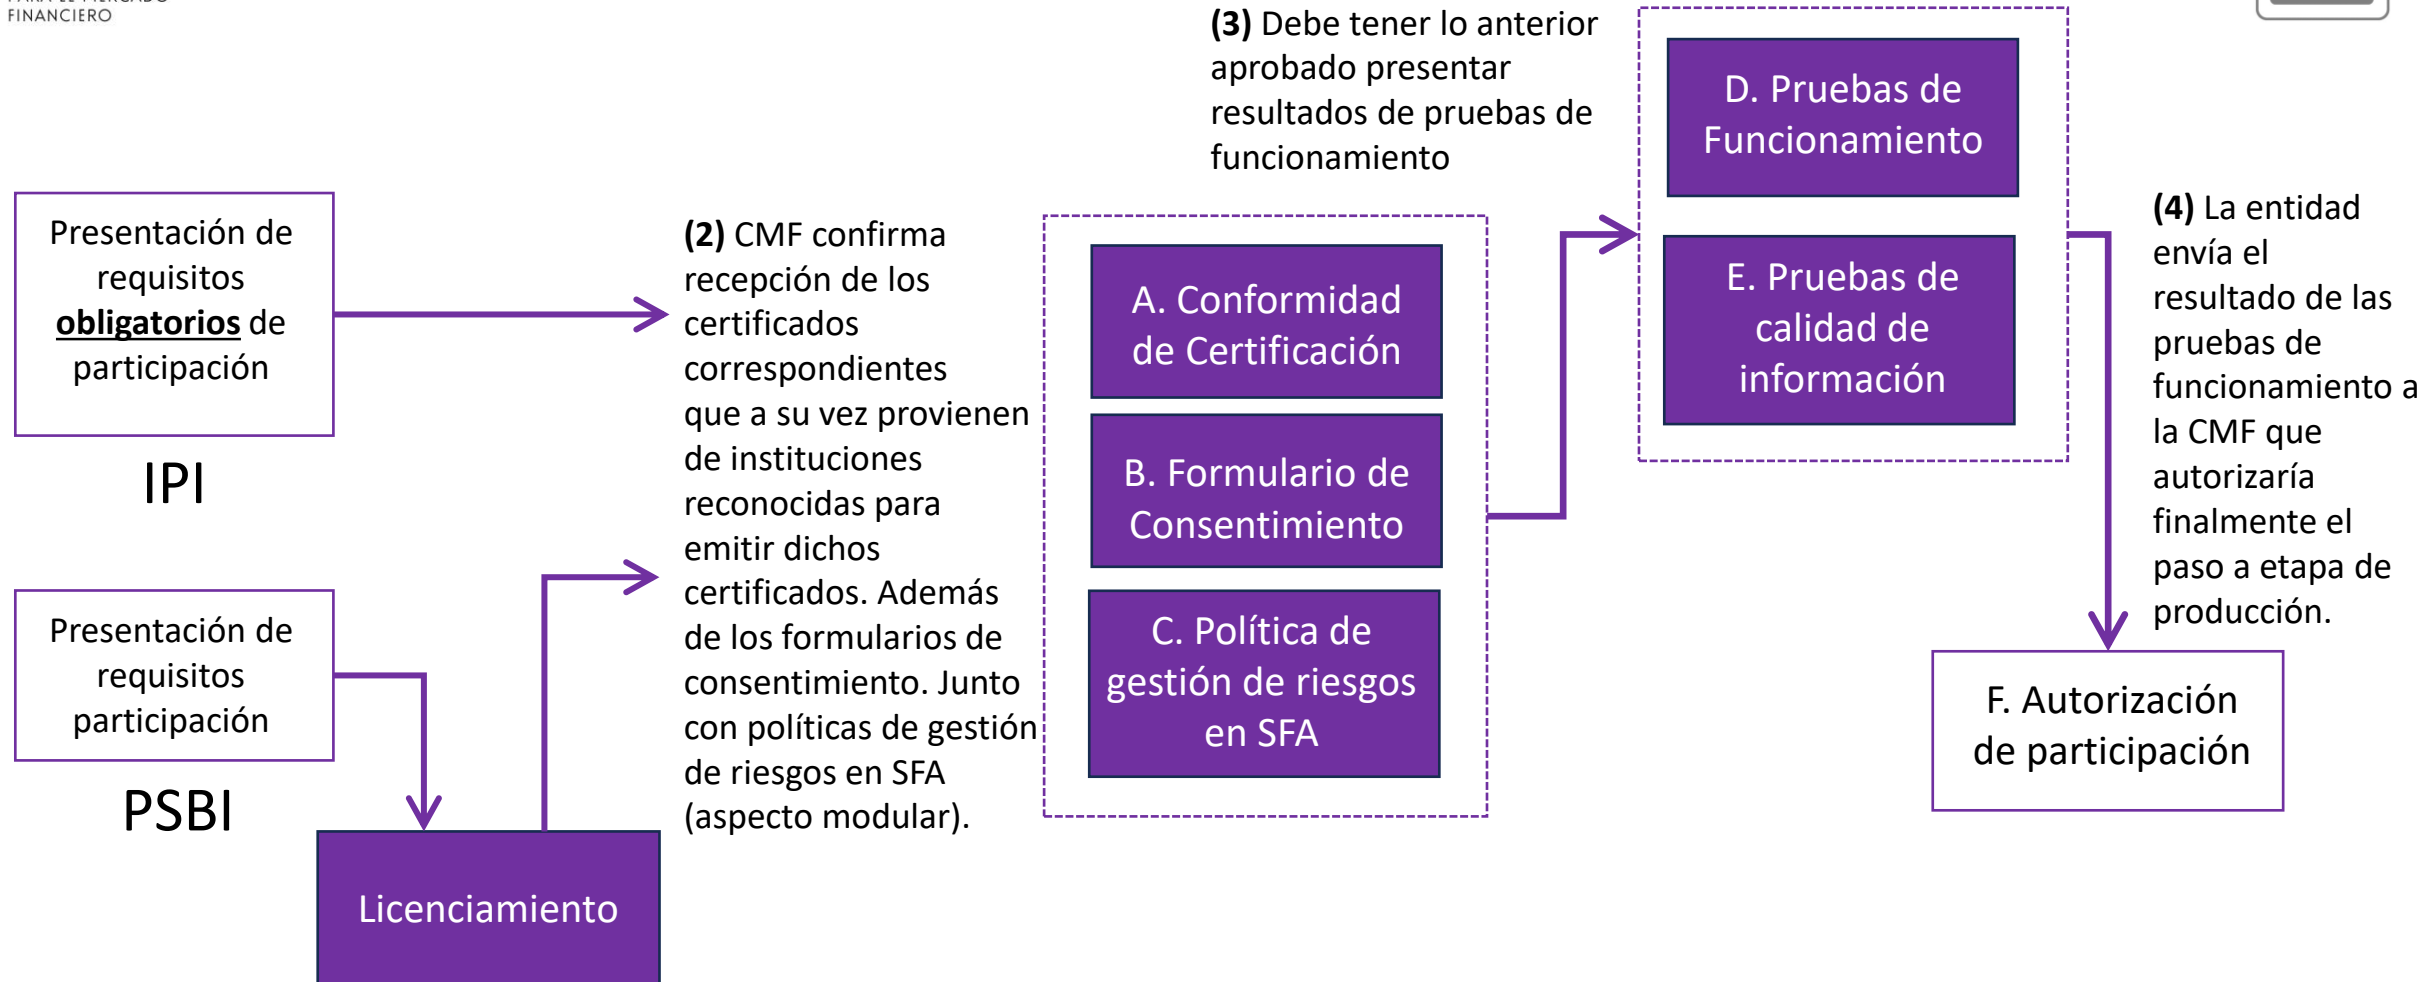 PARA EL MERCADO
FINANCIERO
Presentación de
requisitos
obligatorios de
participación
IPI
Presentación de
requisitos
participación
PSBI
Licenciamiento
(2) CMF confirma
recepción de los
certificados
correspondientes
que a su vez provienen
de instituciones
reconocidas para
emitir dichos
certificados. Además
de los formularios de
consentimiento. Junto
con políticas de gestión
de riesgos en SFA
(aspecto modular).
A. Conformidad
de Certificación
B. Formulario de
Consentimiento
C. Política de
gestión de riesgos
en SFA
(3) Debe tener lo anterior
aprobado presentar
resultados de pruebas de
funcionamiento
D. Pruebas de
Funcionamiento
E. Pruebas de
calidad de
información
(4) La entidad
envía el
resultado de las
pruebas de
funcionamiento a
la CMF que
autorizaría
finalmente el
paso a etapa de
producción.
F. Autorización
de participación